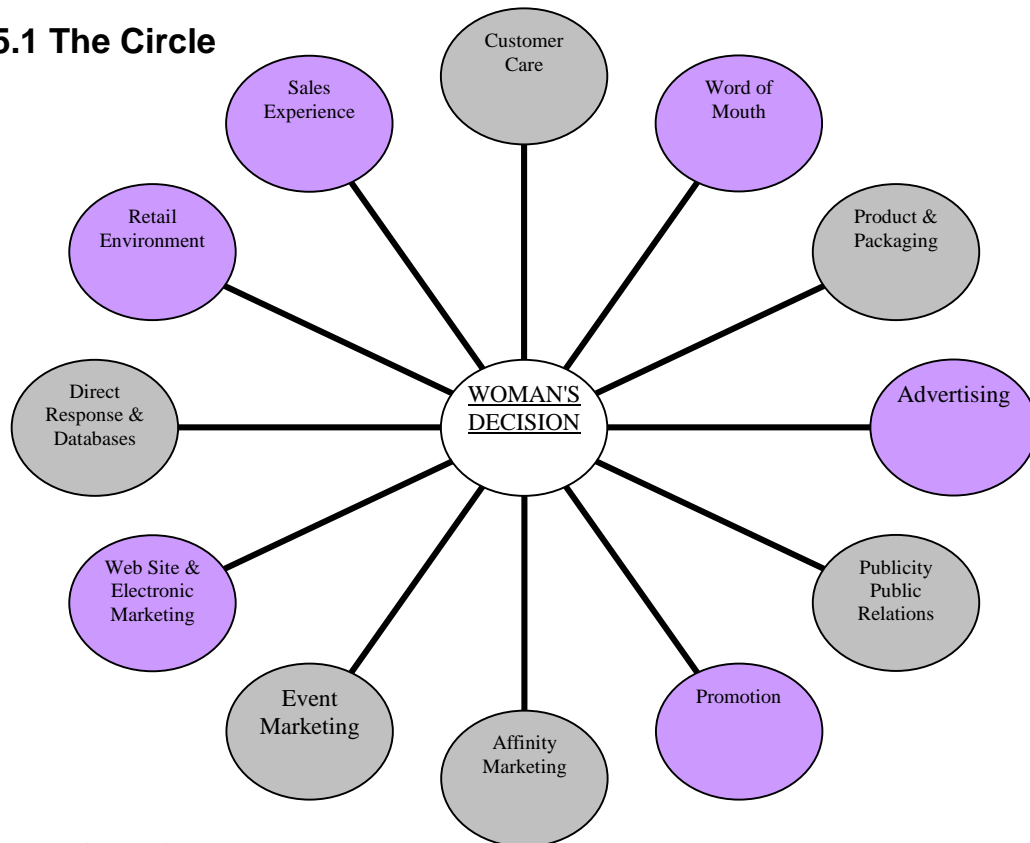 5.1 The Circle
Customer
Care
Sales
Experience
Word of
Mouth
Retail
Environment
Product &
Packaging
Direct
Response &
Databases
WOMAN'S
DECISION
Advertising
Web Site &
Electronic
Marketing
Publicity
Public
Relations
Event
Marketing
Affinity
Marketing
Promotion